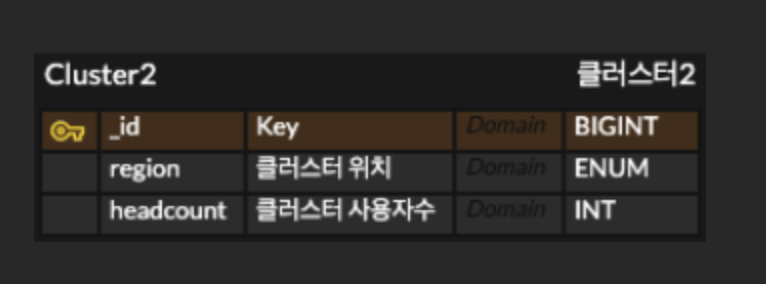 Cluster2 클러스터2
_id Key Domain BIGINT
region 클러스터 위치 Domain ENUM
headcount 클러스터 사용자수 Domain INT